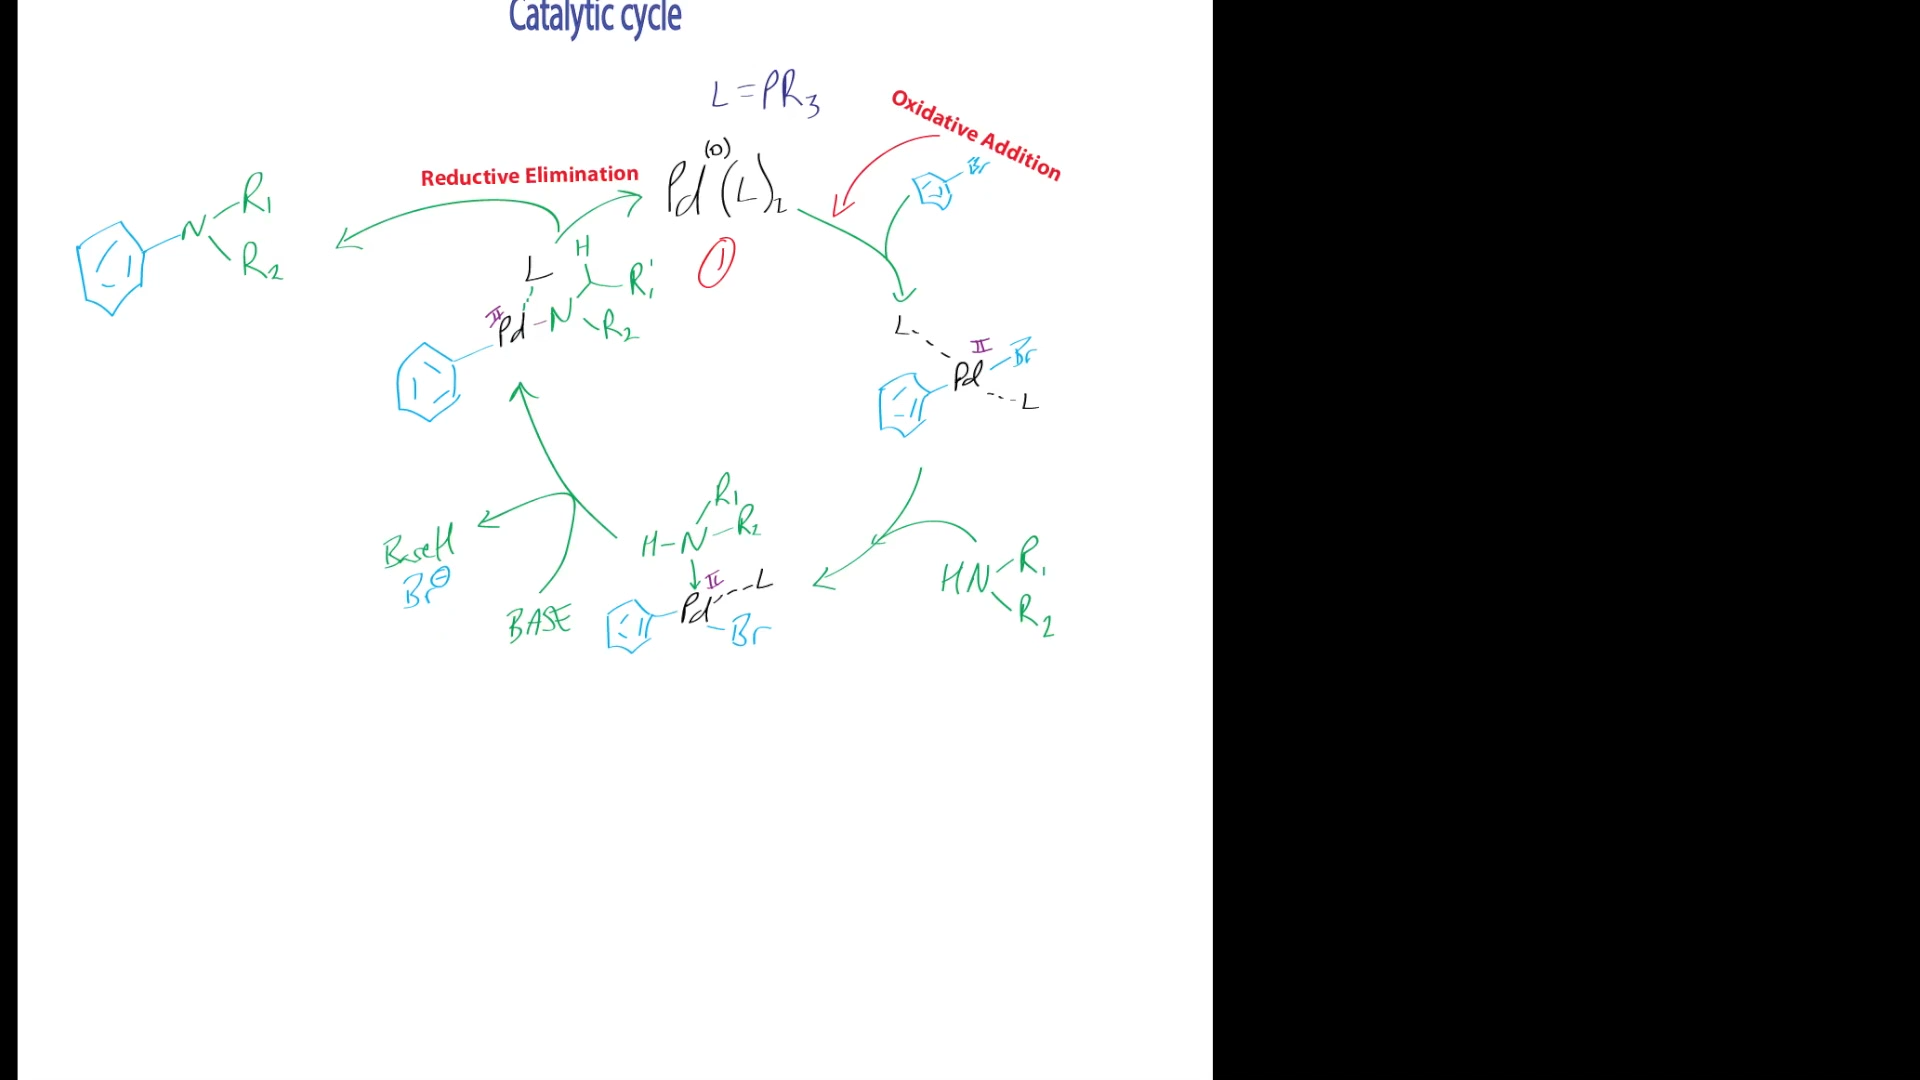 Catalytic cycle
L = PR3
Oxidative Addition
Br
Reductive Elimination
(0)
Pd (L)2
1
N
R1
R2
L
H
R1'
II
Pd - N
R2
L
II
Pd
Br
L
BaseH
Br⊖
BASE
H-N
R1
R2
II
Pd
L
Br
HN
R1
R2